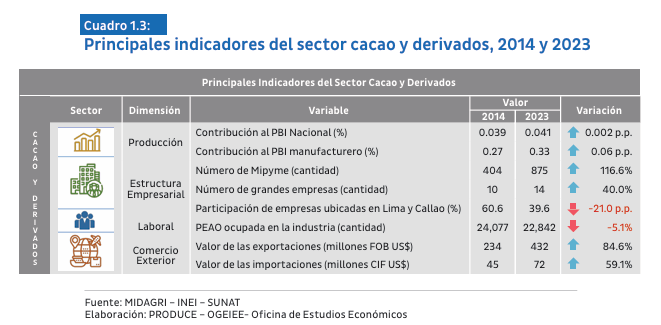 Cuadro 1.3:
Principales indicadores del sector cacao y derivados, 2014 y 2023
Principales Indicadores del Sector Cacao y Derivados
Sector Dimensión Variable Valor Variación
2014 2023
CACAO Y DERIVADOS
Producción
Contribución al PBI Nacional (%) 0.039 0.041 0.002 p.p.
Contribución al PBI manufacturero (%) 0.27 0.33 0.06 p.p.
Estructura Empresarial
Número de Mipyme (cantidad) 404 875 116.6%
Número de grandes empresas (cantidad) 10 14 40.0%
Participación de empresas ubicadas en Lima y Callao (%) 60.6 39.6 -21.0 p.p.
Laboral PEAO ocupada en la industria (cantidad) 24,077 22,842 -5.1%
Comercio Exterior
Valor de las exportaciones (millones FOB US$) 234 432 84.6%
Valor de las importaciones (millones CIF US$) 45 72 59.1%
Fuente: MIDAGRI - INEI - SUNAT
Elaboración: PRODUCE - OGEIEE- Oficina de Estudios Económicos